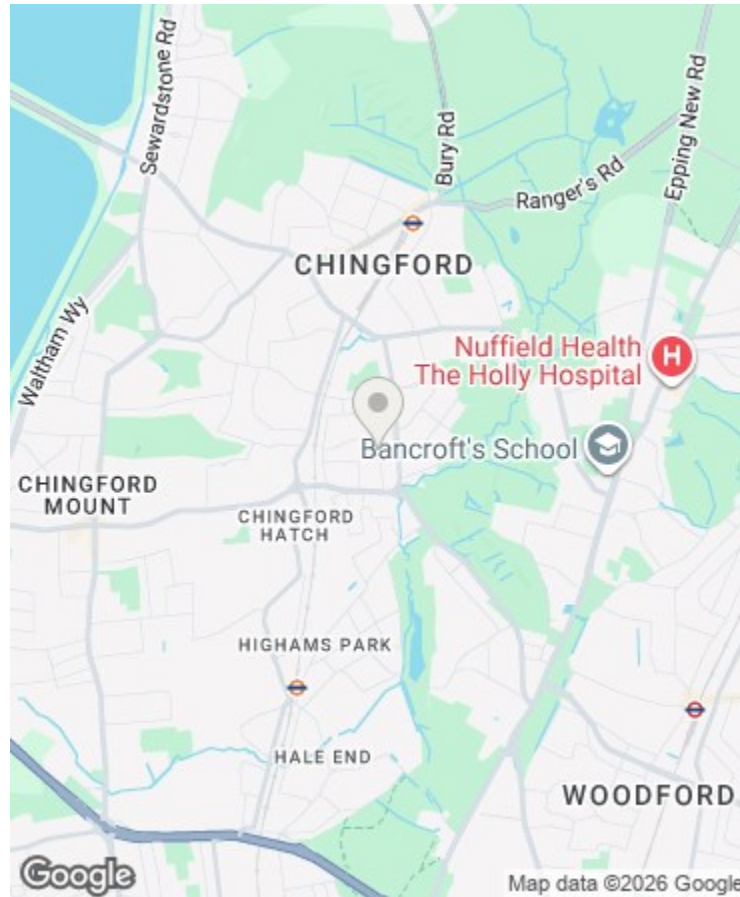 Sewardstone Rd
Bury Rd
Epping New Rd
Ranger's Rd
CHINGFORD
Waltham Wy
Nuffield Health
The Holly Hospital
H
Bancroft's School
CHINGFORD
MOUNT
CHINGFORD
HATCH
HIGHAMS PARK
HALE END
WOODFORD
Google
Map data ©2026 Google